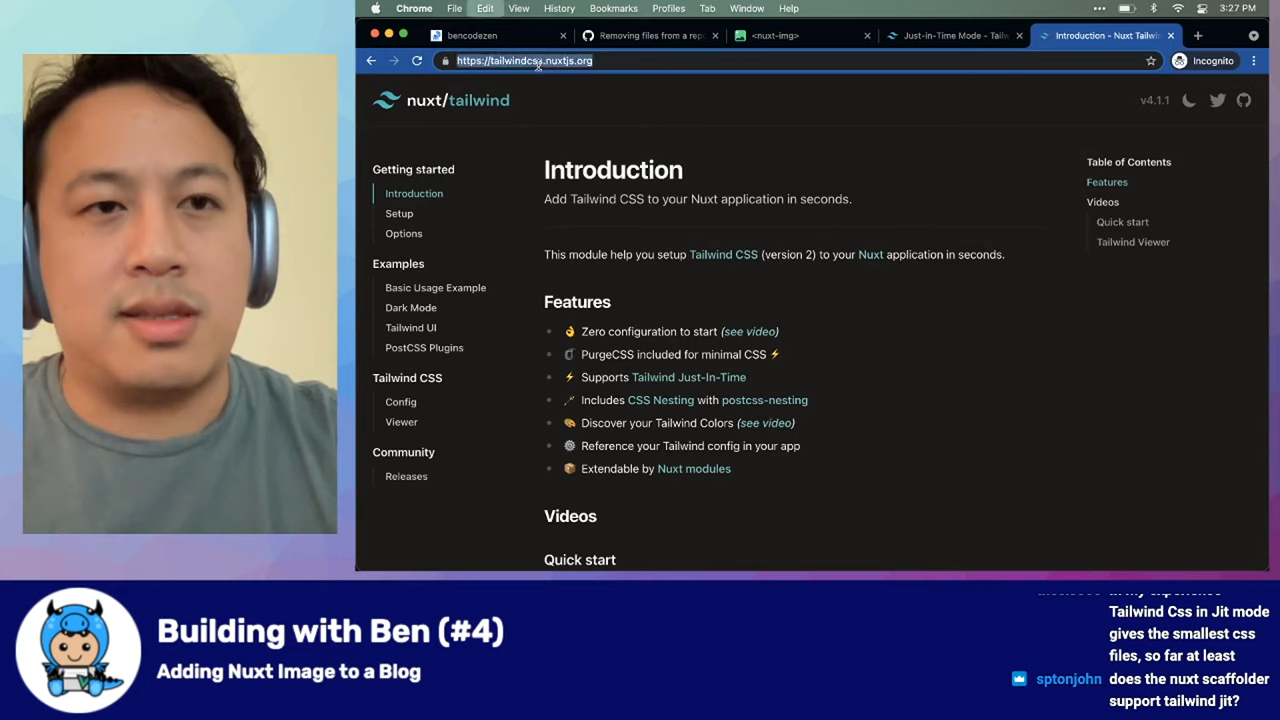 Chrome File Edit View History Bookmarks Profiles Tab Window Help 3:27 PM
bencodezen Removing files from a repo <nuxt-img> Just-in-Time Mode - Tailw Introduction - Nuxt Tailwin
https://tailwindcss.nuxtjs.org Incognito
nuxt/tailwind v4.1.1
Getting started
Introduction
Setup
Options
Examples
Basic Usage Example
Dark Mode
Tailwind UI
PostCSS Plugins
Tailwind CSS
Config
Viewer
Community
Releases
Introduction
Add Tailwind CSS to your Nuxt application in seconds.
This module help you setup Tailwind CSS (version 2) to your Nuxt application in seconds.
Features
👌 Zero configuration to start (see video)
PurgeCSS included for minimal CSS ⚡
⚡ Supports Tailwind Just-In-Time
Includes CSS Nesting with postcss-nesting
🎨 Discover your Tailwind Colors (see video)
⚙️ Reference your Tailwind config in your app
📦 Extendable by Nuxt modules
Videos
Quick start
Table of Contents
Features
Videos
Quick start
Tailwind Viewer
Building with Ben (#4)
Adding Nuxt Image to a Blog
in my experience
Tailwind Css in Jit mode
gives the smallest css
files, so far at least
sptonjohn does the nuxt scaffolder
support tailwind jit?